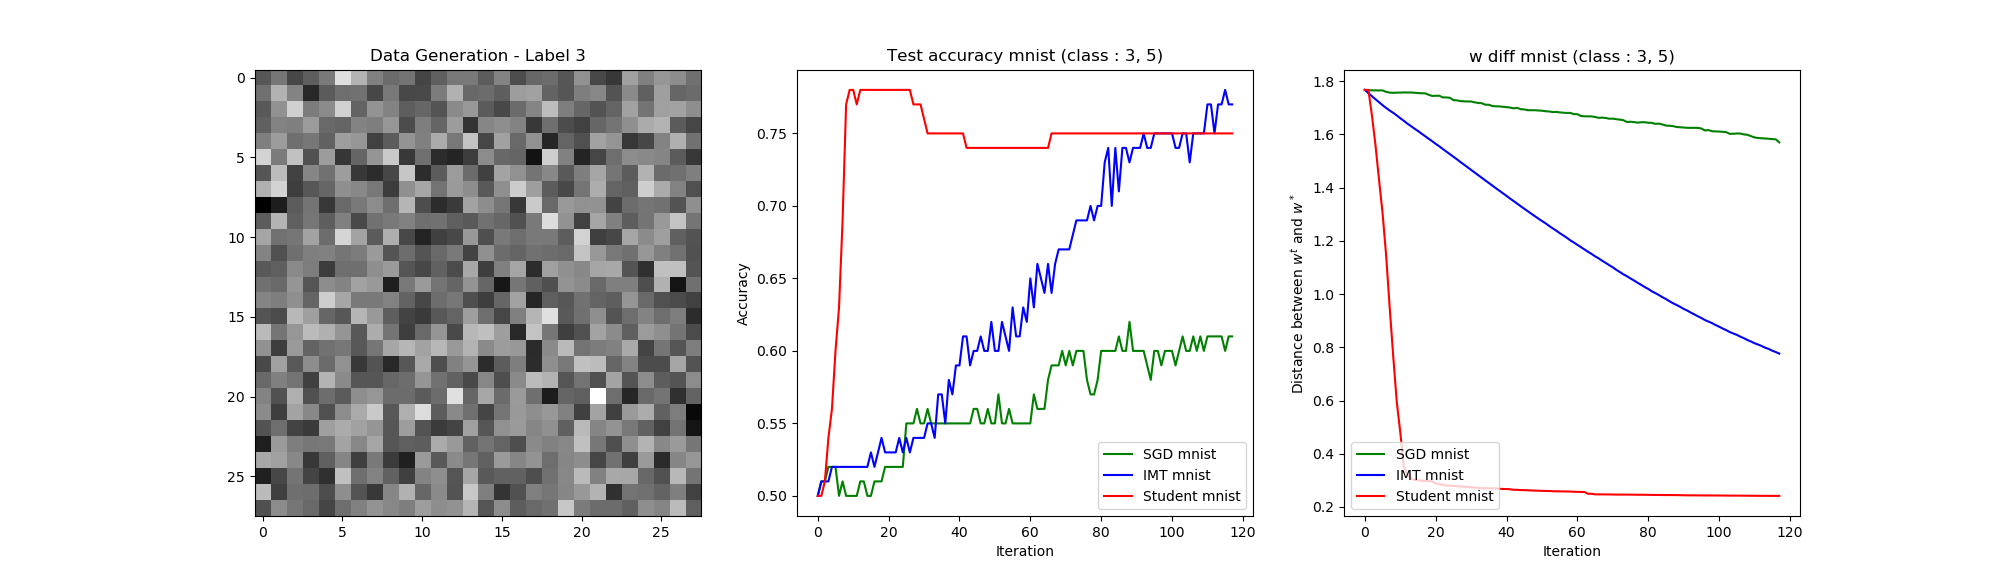 Data Generation - Label 3
0
5
10
15
20
25
0 5 10 15 20 25
Test accuracy mnist (class : 3, 5)
Accuracy
0.75
0.70
0.65
0.60
0.55
0.50
SGD mnist
IMT mnist
Student mnist
0 20 40 60 80 100 120
Iteration
w diff mnist (class : 3, 5)
Distance between w^t and w^*
1.8
1.6
1.4
1.2
1.0
0.8
0.6
0.4
0.2
SGD mnist
IMT mnist
Student mnist
0 20 40 60 80 100 120
Iteration